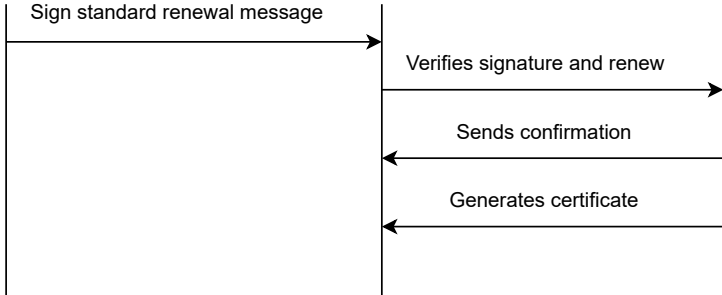 Sign standard renewal message
Verifies signature and renew
Sends confirmation
Generates certificate